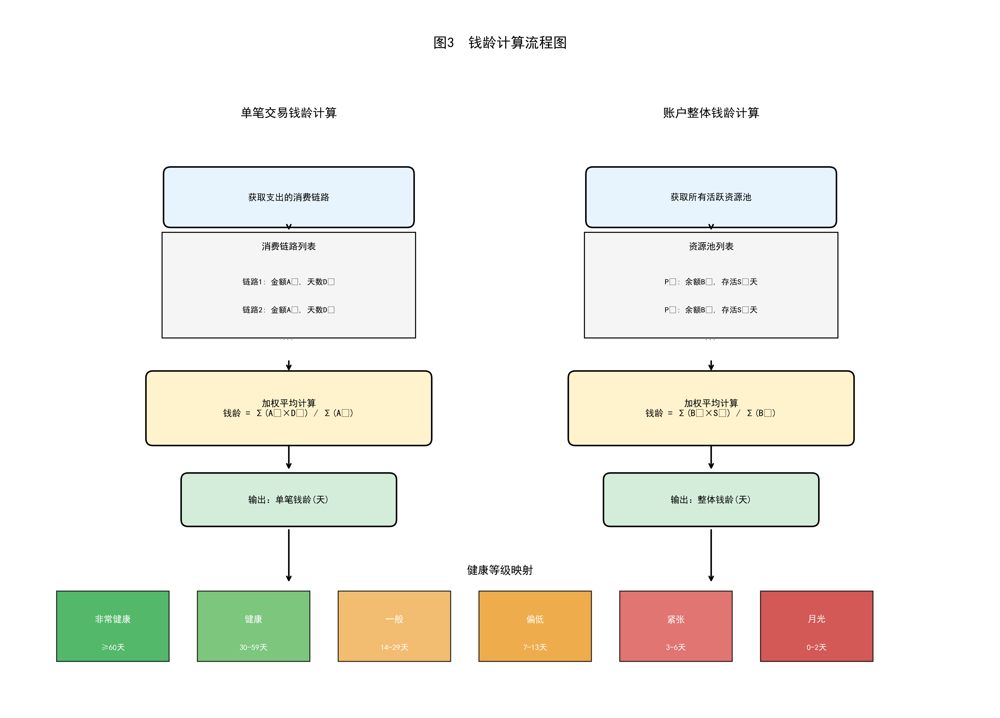 图3 钱龄计算流程图
单笔交易钱龄计算
获取支出的消费链路
消费链路列表
链路1: 金额A□, 天数D□
链路2: 金额A□, 天数D□
...
加权平均计算
钱龄 = Σ(A□×D□) / Σ(A□)
输出: 单笔钱龄(天)
账户整体钱龄计算
获取所有活跃资源池
资源池列表
P□: 余额B□, 存活S□天
P□: 余额B□, 存活S□天
...
加权平均计算
钱龄 = Σ(B□×S□) / Σ(B□)
输出: 整体钱龄(天)
健康等级映射
非常健康
≥60天
健康
30-59天
一般
14-29天
偏低
7-13天
紧张
3-6天
月光
0-2天